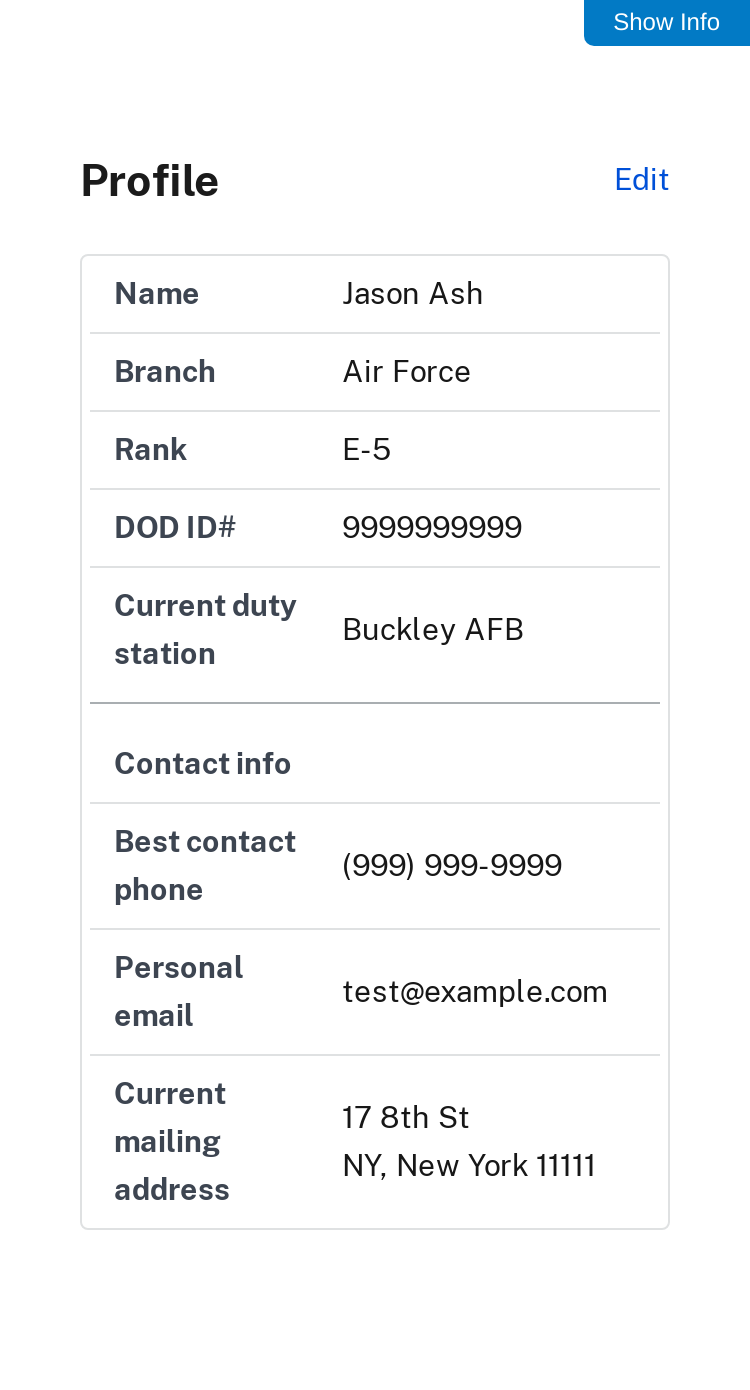 Show Info
Profile
Edit
Name
Jason Ash
Branch
Air Force
Rank
E-5
DOD ID#
9999999999
Current duty
station
Buckley AFB
Contact info
Best contact
phone
(999) 999-9999
Personal
email
test@example.com
Current
mailing
address
17 8th St
NY, New York 11111